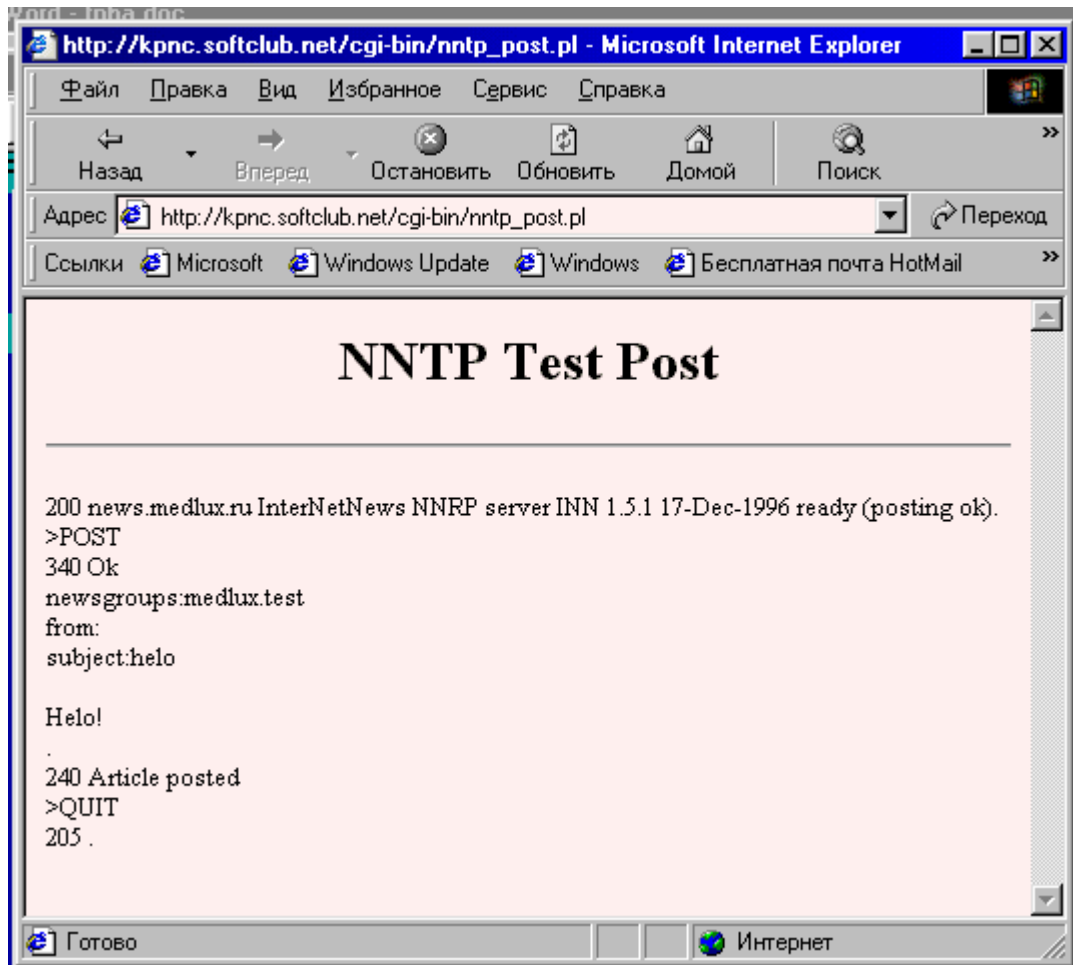 Word - Inha.doc
http://kpnc.softclub.net/cgi-bin/nntp_post.pl - Microsoft Internet Explorer
Файл Правка Вид Избранное Сервис Справка
Назад Вперед Остановить Обновить Домой Поиск »
Адрес http://kpnc.softclub.net/cgi-bin/nntp_post.pl Переход
Ссылки Microsoft Windows Update Windows Бесплатная почта HotMail »
NNTP Test Post
200 news.medlux.ru InterNetNews NNRP server INN 1.5.1 17-Dec-1996 ready (posting ok).
>POST
340 Ok
newsgroups:medlux.test
from:
subject:helo
Helo!
.
240 Article posted
>QUIT
205 .
Готово Интернет